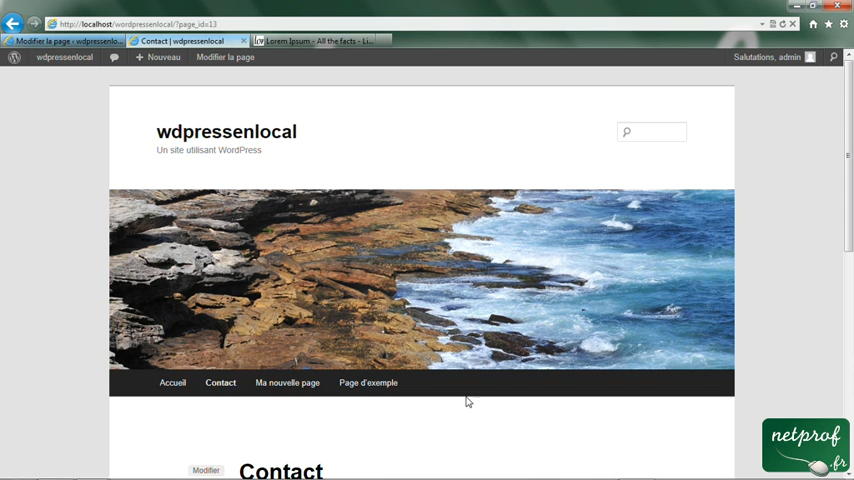 http://localhost/wordpressenlocal/?page_id=13
Modifier la page ‹ wdpressenlo...
Contact | wdpressenlocal
Lorem Ipsum - All the facts - Li...
wdpressenlocal
Nouveau
Modifier la page
Salutations, admin
wdpressenlocal
Un site utilisant WordPress
Accueil
Contact
Ma nouvelle page
Page d'exemple
Modifier
Contact
netprof
.fr